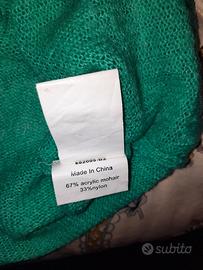 Made In China
67% acrylic mohair
33%nylon
subito